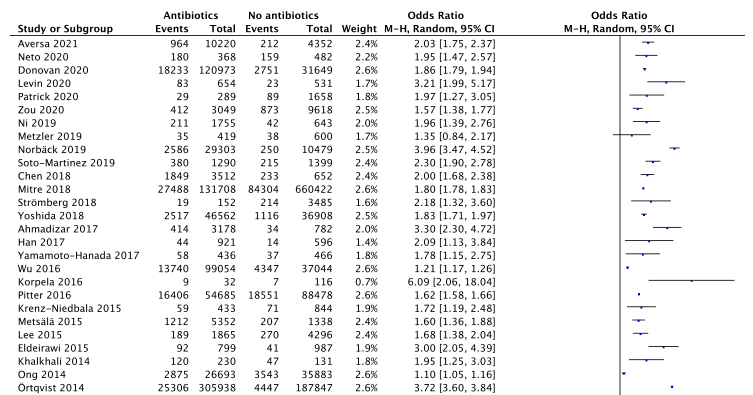 Antibiotics No antibiotics Odds Ratio Odds Ratio
Study or Subgroup Events Total Events Total Weight M-H, Random, 95% CI M-H, Random, 95% CI
Aversa 2021 964 10220 212 4352 2.4% 2.03 [1.75, 2.37]
Neto 2020 180 368 159 482 2.2% 1.95 [1.47, 2.57]
Donovan 2020 18233 120973 2751 31649 2.6% 1.86 [1.79, 1.94]
Levin 2020 83 654 23 531 1.7% 3.21 [1.99, 5.17]
Patrick 2020 29 289 89 1658 1.8% 1.97 [1.27, 3.05]
Zou 2020 412 3049 873 9618 2.5% 1.57 [1.38, 1.77]
Ni 2019 211 1755 42 643 2.1% 1.96 [1.39, 2.76]
Metzler 2019 35 419 38 600 1.7% 1.35 [0.84, 2.17]
Norbäck 2019 2586 29303 250 10479 2.5% 3.96 [3.47, 4.52]
Soto-Martinez 2019 380 1290 215 1399 2.4% 2.30 [1.90, 2.78]
Chen 2018 1849 3512 233 652 2.4% 2.00 [1.68, 2.38]
Mitre 2018 27488 131708 84304 660422 2.6% 1.80 [1.78, 1.83]
Strömberg 2018 19 152 214 3485 1.6% 2.18 [1.32, 3.60]
Yoshida 2018 2517 46562 1116 36908 2.5% 1.83 [1.71, 1.97]
Ahmadizar 2017 414 3178 34 782 2.0% 3.30 [2.30, 4.72]
Han 2017 44 921 14 596 1.4% 2.09 [1.13, 3.84]
Yamamoto-Hanada 2017 58 436 37 466 1.8% 1.78 [1.15, 2.75]
Wu 2016 13740 99054 4347 37044 2.6% 1.21 [1.17, 1.26]
Korpela 2016 9 32 7 116 0.7% 6.09 [2.06, 18.04]
Pitter 2016 16406 54685 18551 88478 2.6% 1.62 [1.58, 1.66]
Krenz-Niedbala 2015 59 433 71 844 1.9% 1.72 [1.19, 2.48]
Metsälä 2015 1212 5352 207 1338 2.4% 1.60 [1.36, 1.88]
Lee 2015 189 1865 270 4296 2.4% 1.68 [1.38, 2.04]
Eldeirawi 2015 92 799 41 987 1.9% 3.00 [2.05, 4.39]
Khalkhali 2014 120 230 47 131 1.8% 1.95 [1.25, 3.03]
Ong 2014 2875 26693 3543 35883 2.6% 1.10 [1.05, 1.16]
Örtqvist 2014 25306 305938 4447 187847 2.6% 3.72 [3.60, 3.84]